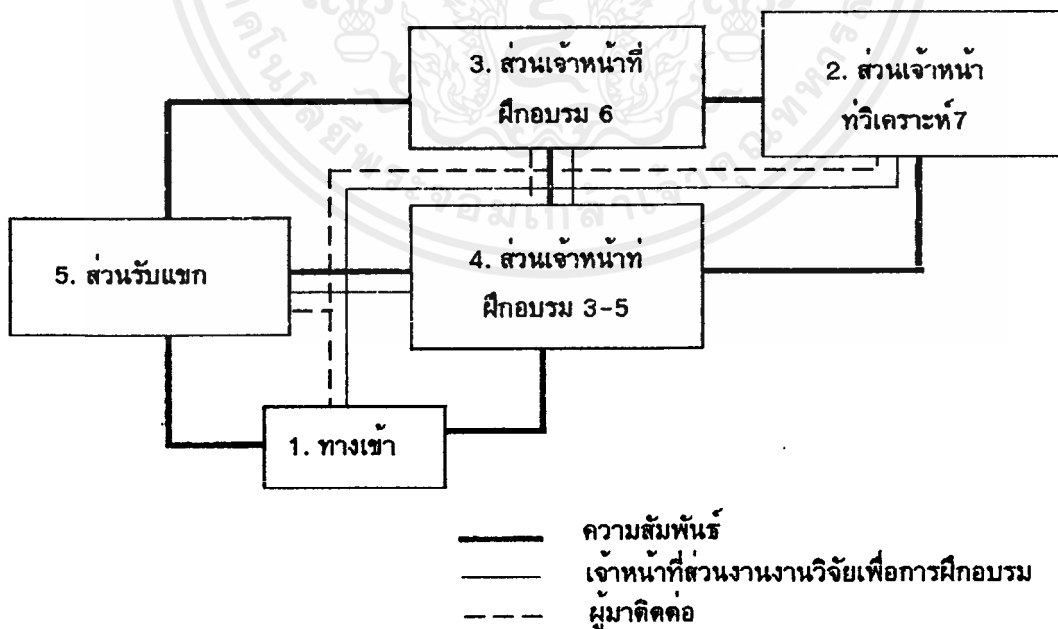 3. ส่วนเจ้าหน้าที่
ฝึกอบรม 6
2. ส่วนเจ้าหน้า
ท่วิเคราะห์7
5. ส่วนรับแขก
4. ส่วนเจ้าหน้าท่
ฝึกอบรม 3-5
1. ทางเข้า
ความสัมพันธ์
เจ้าหน้าที่ส่วนงานงานวิจัยเพื่อการฝึกอบรม
ผู้มาติดต่อ